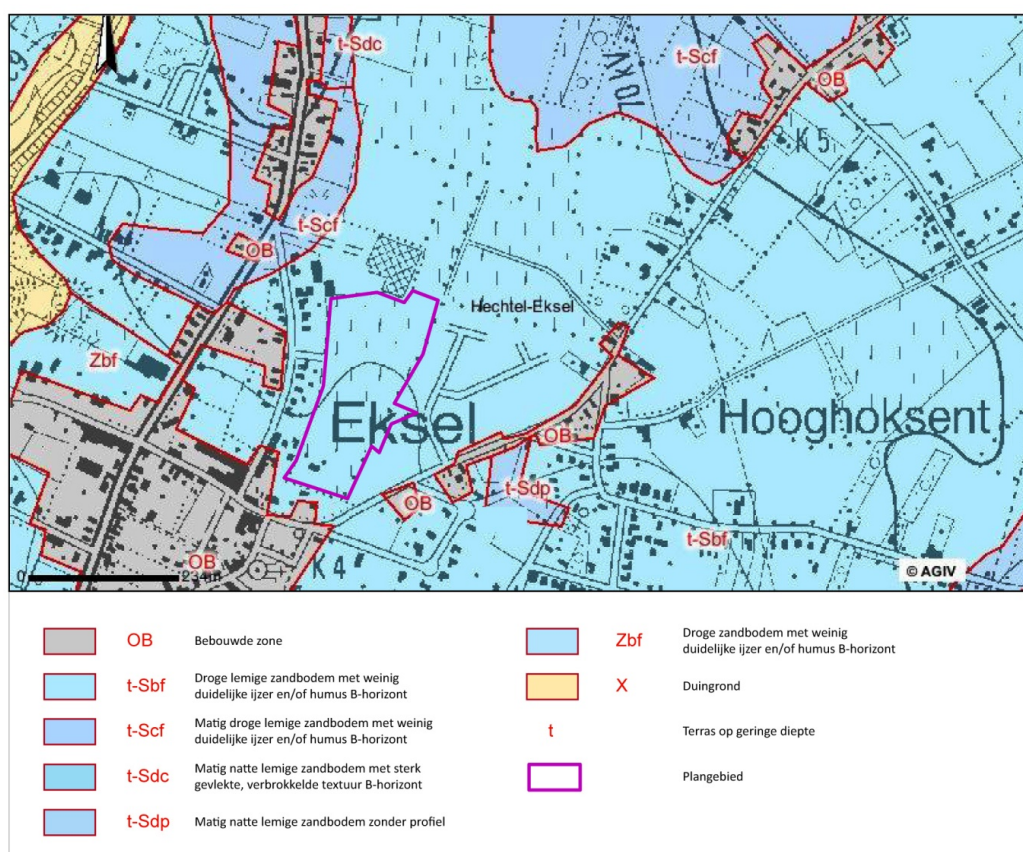 t-Sdc
t-Scf
OB
K 5
t-Scf
OB
Hechtel-Eksel
Zbf
Eksel
Hooghoksent
OB
t-Sdp
OB
t-Sbf
OB
K 4
0 234m
© AGIV
OB Bebouwde zone
t-Sbf Droge lemige zandbodem met weinig
duidelijke ijzer en/of humus B-horizont
t-Scf Matig droge lemige zandbodem met weinig
duidelijke ijzer en/of humus B-horizont
t-Sdc Matig natte lemige zandbodem met sterk
gevlekte, verbrokkelde textuur B-horizont
t-Sdp Matig natte lemige zandbodem zonder profiel
Zbf Droge zandbodem met weinig
duidelijke ijzer en/of humus B-horizont
X Duingrond
t Terras op geringe diepte
Plangebied